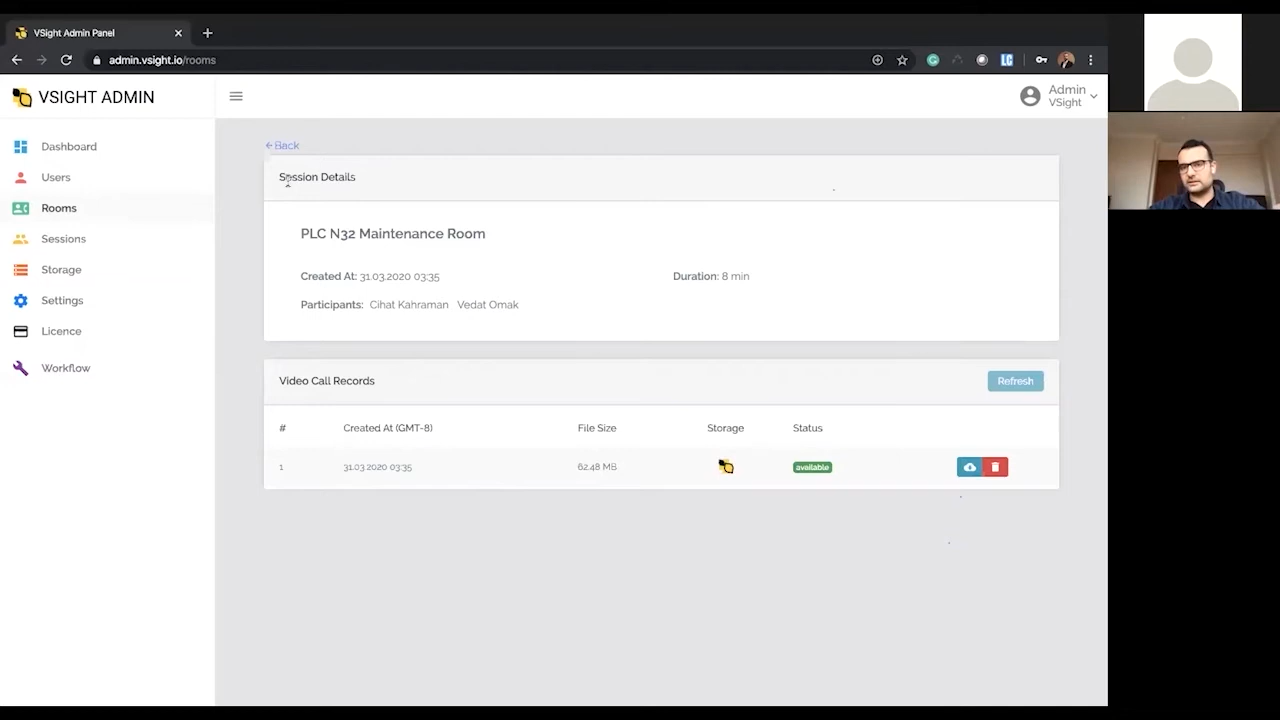 VSight Admin Panel
admin.vsight.io/rooms
LC
VSIGHT ADMIN
Admin
VSight
Dashboard
Users
Rooms
Sessions
Storage
Settings
Licence
Workflow
Back
Session Details
PLC N32 Maintenance Room
Created At: 31.03.2020 03:35
Duration: 8 min
Participants: Cihat Kahraman Vedat Omak
Video Call Records
Refresh
# Created At (GMT-8) File Size Storage Status
1 31.03.2020 03:35 62.48 MB available